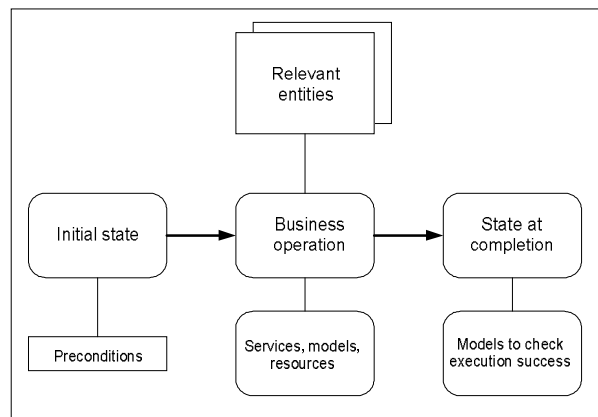 Relevant
entities
Initial state
Business
operation
State at
completion
Preconditions
Services, models,
resources
Models to check
execution success